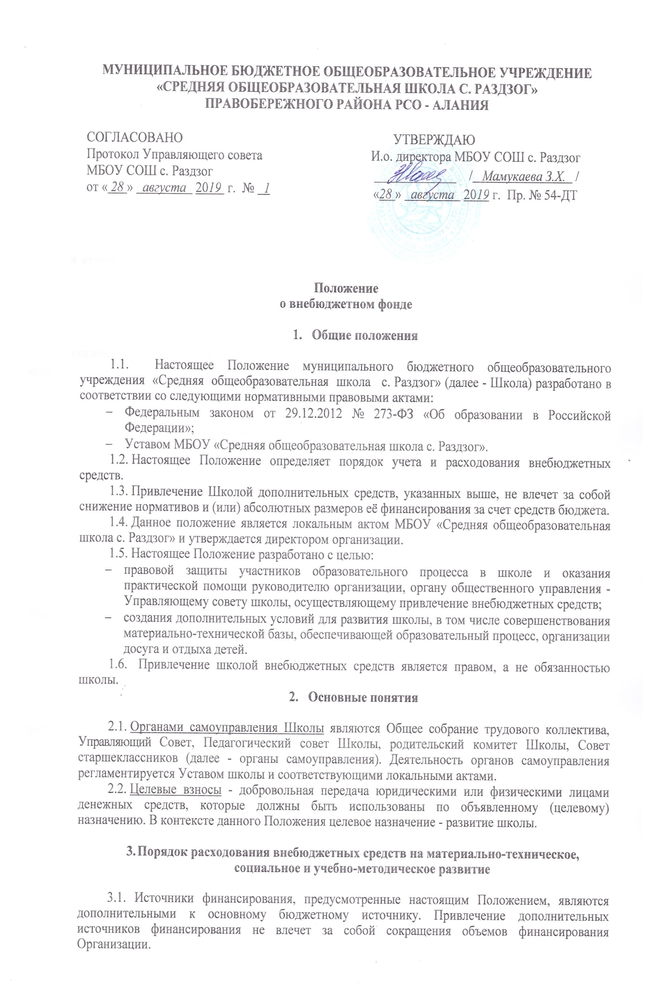 МУНИЦИПАЛЬНОЕ БЮДЖЕТНОЕ ОБЩЕОБРАЗОВАТЕЛЬНОЕ УЧРЕЖДЕНИЕ
«СРЕДНЯЯ ОБЩЕОБРАЗОВАТЕЛЬНАЯ ШКОЛА С. РАЗДЗОГ»
ПРАВОБЕРЕЖНОГО РАЙОНА РСО - АЛАНИЯ
СОГЛАСОВАНО
Протокол Управляющего совета
МБОУ СОШ с. Раздзог
от « 28 » августа 2019 г. № 1
УТВЕРЖДАЮ
И.о. директора МБОУ СОШ с. Раздзог
/ Мамукаева З.Х. /
«28 » августа 2019 г. Пр. № 54-ДТ
Положение
о внебюджетном фонде
1. Общие положения
1.1. Настоящее Положение муниципального бюджетного общеобразовательного
учреждения «Средняя общеобразовательная школа с. Раздзог» (далее - Школа) разработано в
соответствии со следующими нормативными правовыми актами:
– Федеральным законом от 29.12.2012 № 273-ФЗ «Об образовании в Российской
Федерации»;
– Уставом МБОУ «Средняя общеобразовательная школа с. Раздзог».
1.2. Настоящее Положение определяет порядок учета и расходования внебюджетных
средств.
1.3. Привлечение Школой дополнительных средств, указанных выше, не влечет за собой
снижение нормативов и (или) абсолютных размеров её финансирования за счет средств бюджета.
1.4. Данное положение является локальным актом МБОУ «Средняя общеобразовательная
школа с. Раздзог» и утверждается директором организации.
1.5. Настоящее Положение разработано с целью:
– правовой защиты участников образовательного процесса в школе и оказания
практической помощи руководителю организации, органу общественного управления -
Управляющему совету школы, осуществляющему привлечение внебюджетных средств;
– создания дополнительных условий для развития школы, в том числе совершенствования
материально-технической базы, обеспечивающей образовательный процесс, организации
досуга и отдыха детей.
1.6. Привлечение школой внебюджетных средств является правом, а не обязанностью
школы.
2. Основные понятия
2.1. Органами самоуправления Школы являются Общее собрание трудового коллектива,
Управляющий Совет, Педагогический совет Школы, родительский комитет Школы, Совет
старшеклассников (далее - органы самоуправления). Деятельность органов самоуправления
регламентируется Уставом школы и соответствующими локальными актами.
2.2. Целевые взносы - добровольная передача юридическими или физическими лицами
денежных средств, которые должны быть использованы по объявленному (целевому)
назначению. В контексте данного Положения целевое назначение - развитие школы.
3. Порядок расходования внебюджетных средств на материально-техническое,
социальное и учебно-методическое развитие
3.1. Источники финансирования, предусмотренные настоящим Положением, являются
дополнительными к основному бюджетному источнику. Привлечение дополнительных
источников финансирования не влечет за собой сокращения объемов финансирования
Организации.